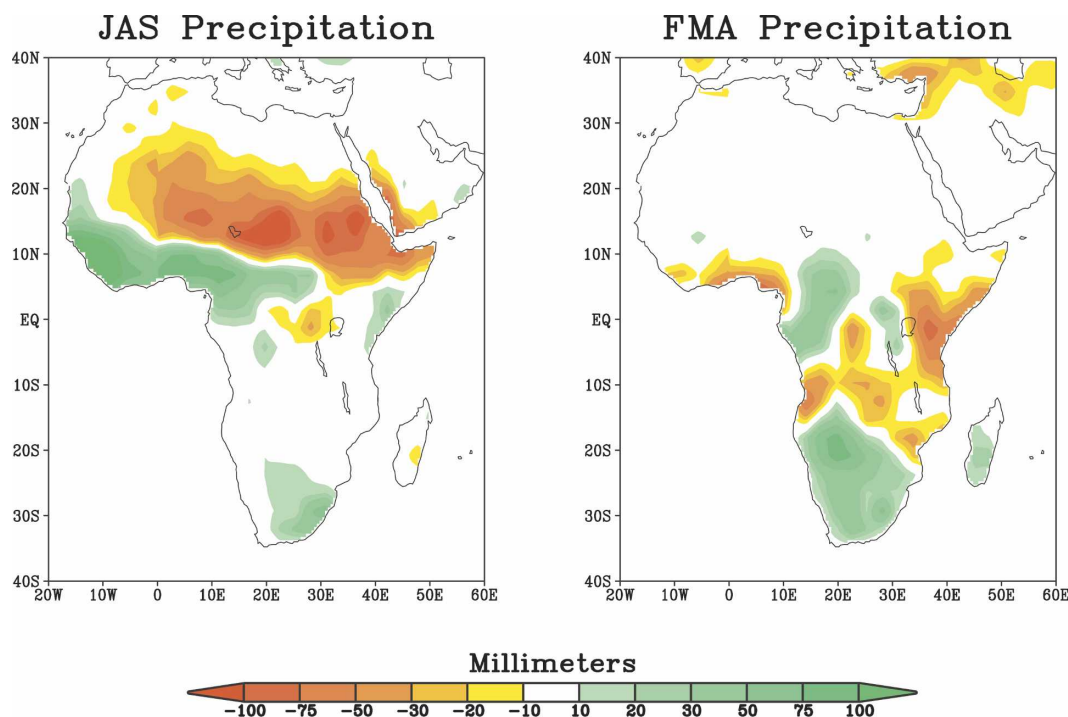 JAS Precipitation
FMA Precipitation
40N
30N
20N
10N
EQ
10S
20S
30S
40S
20W 10W 0 10E 20E 30E 40E 50E 60E
40N
30N
20N
10N
EQ
10S
20S
30S
40S
20W 10W 0 10E 20E 30E 40E 50E 60E
Millimeters
-100 -75 -50 -30 -20 -10 10 20 30 50 75 100